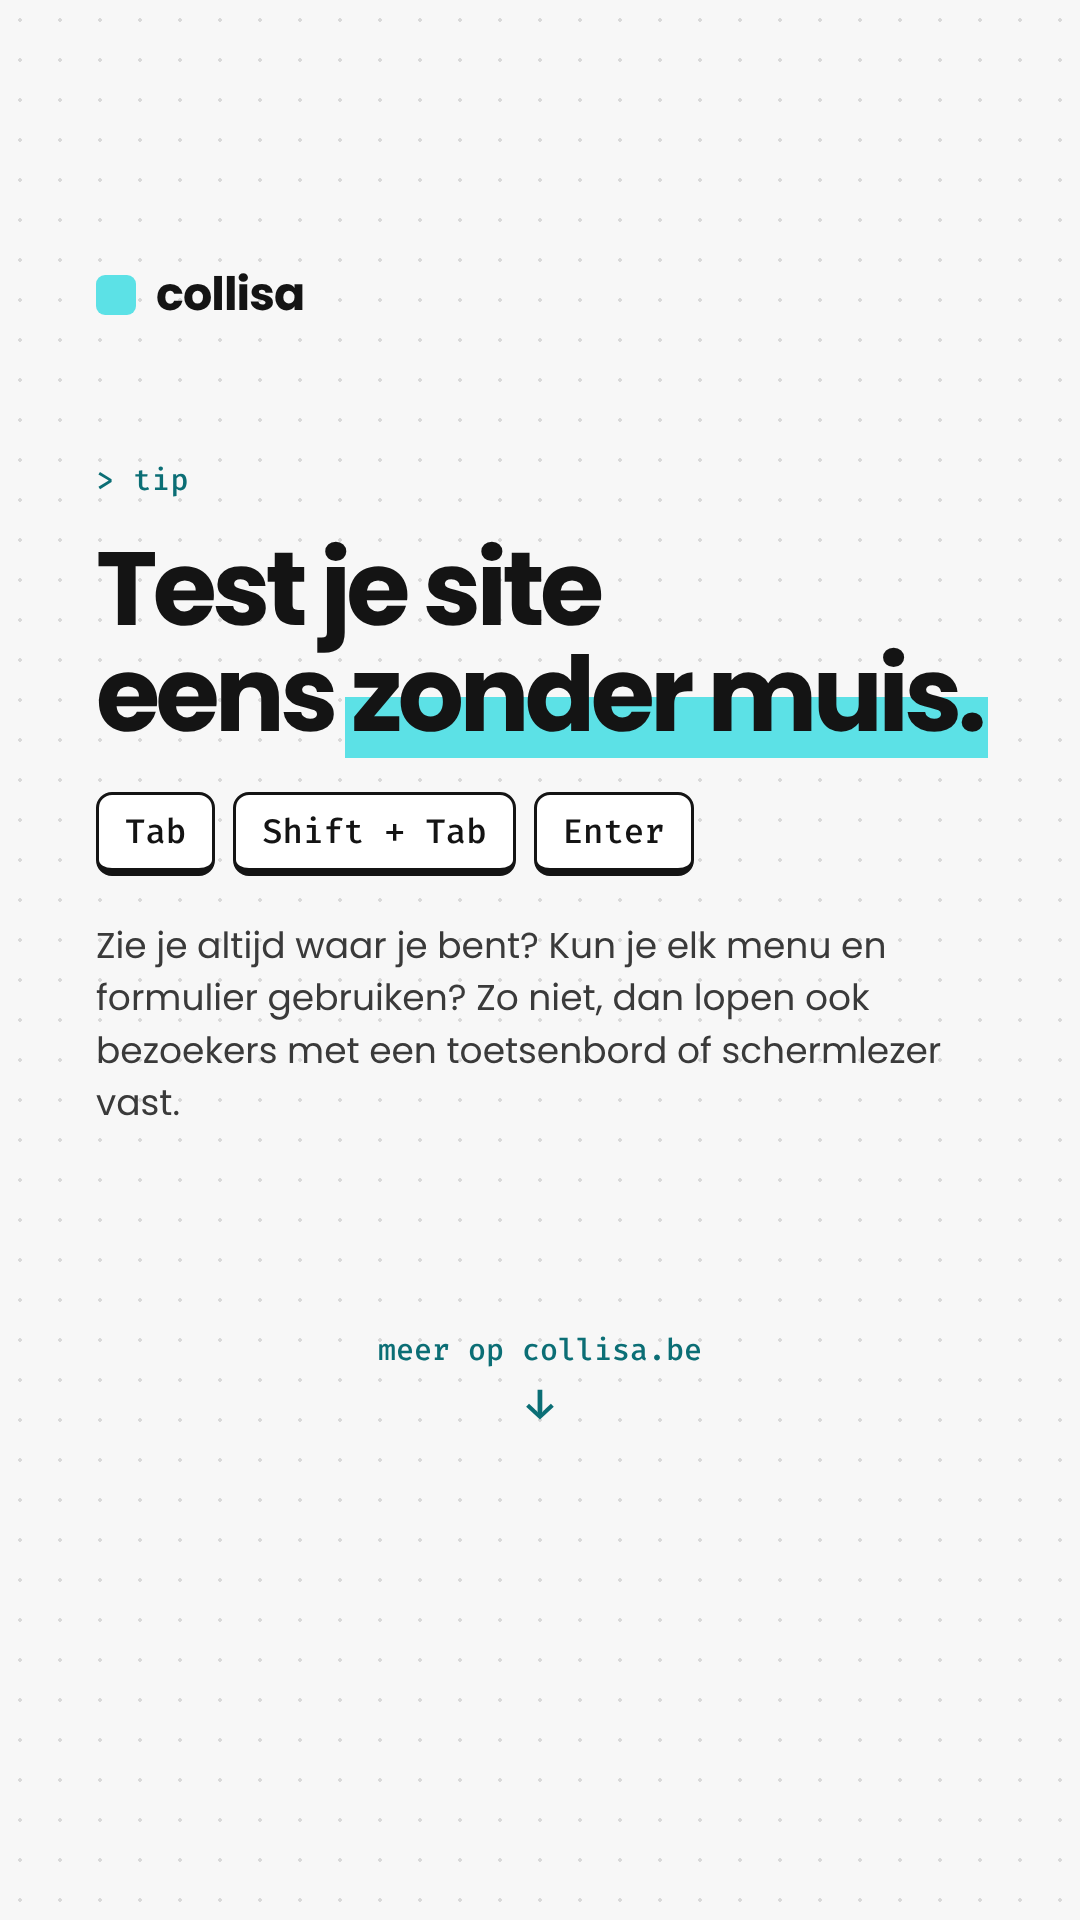 collisa
> tip
Test je site
eens zonder muis.
Tab Shift + Tab Enter
Zie je altijd waar je bent? Kun je elk menu en
formulier gebruiken? Zo niet, dan lopen ook
bezoekers met een toetsenbord of schermlezer
vast.
meer op collisa.be
↓